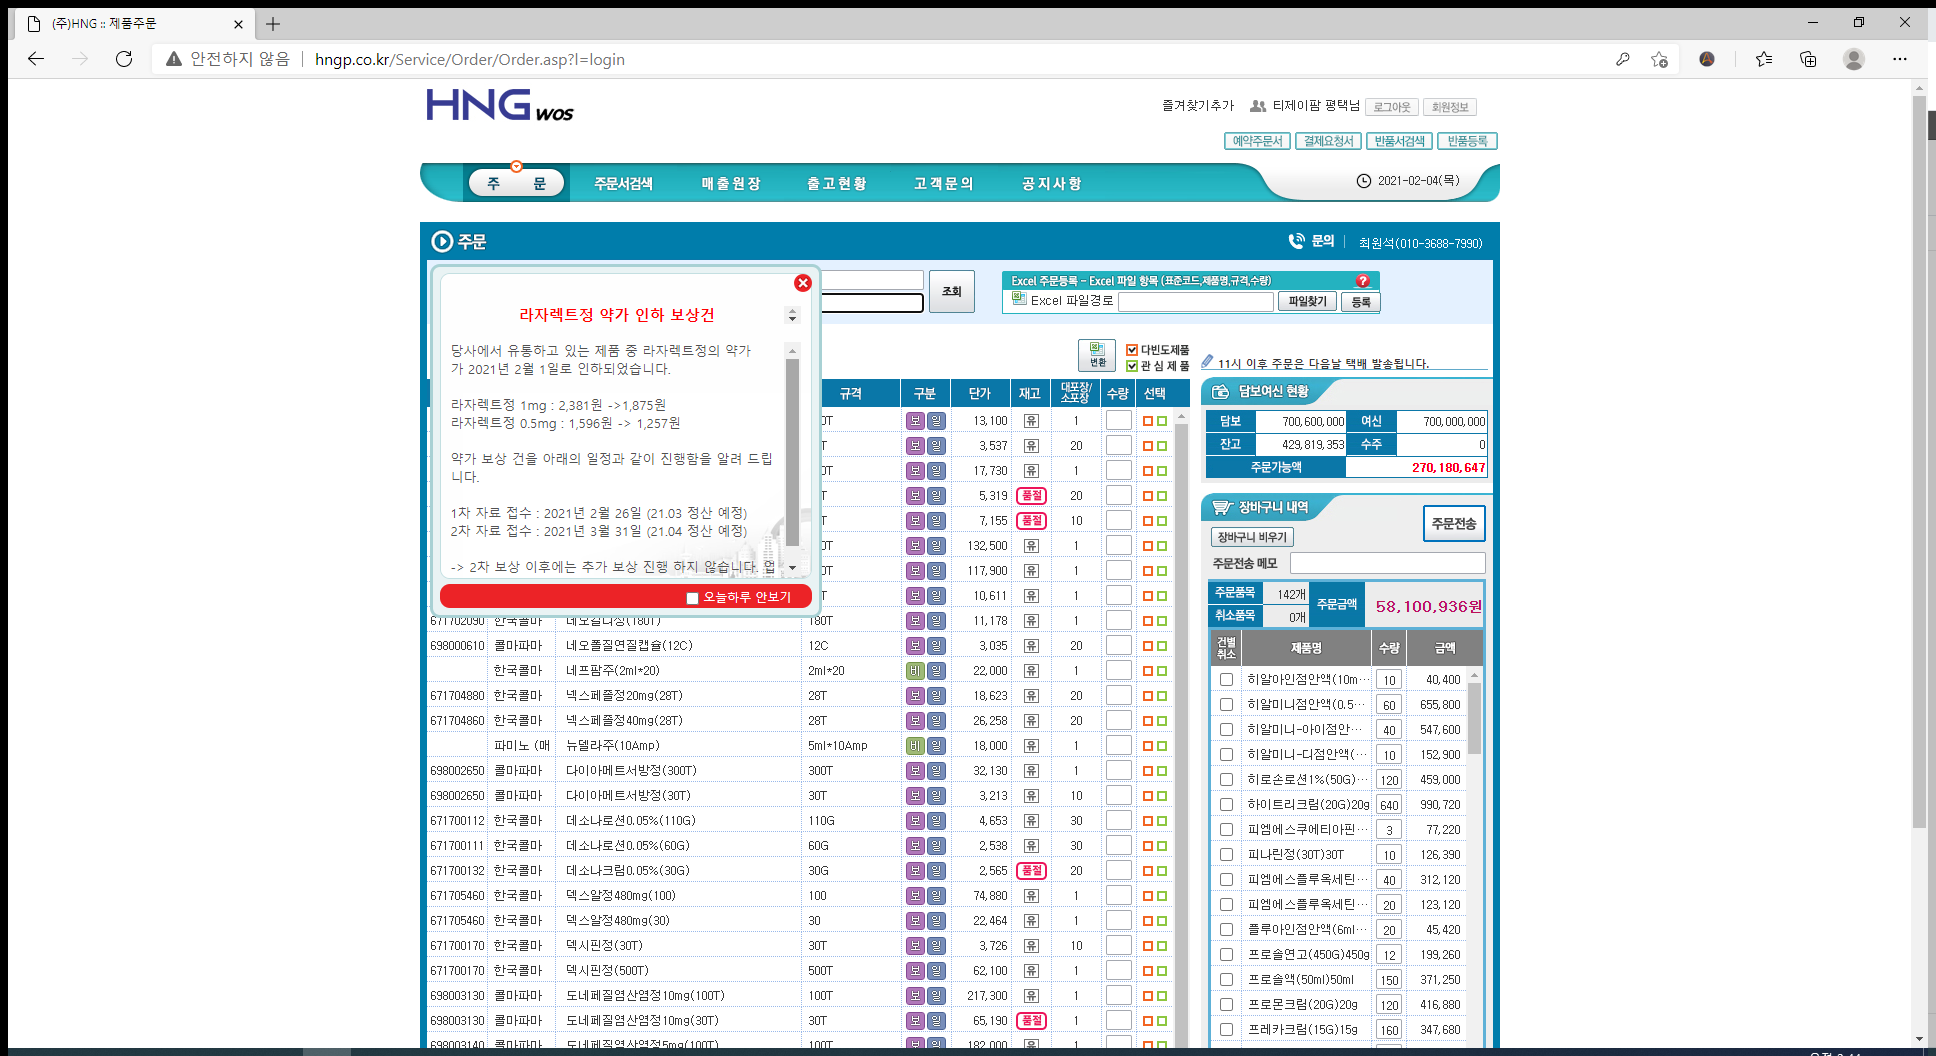 (주)HNG :: 제품주문
안전하지 않음
hngp.co.kr/Service/Order/Order.asp?l=login
HNG wos
즐겨찾기추가 티제이팜 평택님 로그아웃 회원정보
예약주문서 결제요청서 반품서검색 반품등록
주 문 주문서검색 매출원장 출고현황 고객문의 공지사항 2021-02-04(목)
주문
문의 최원석(010-3688-7990)
조회
Excel 주문등록 - Excel 파일 항목 (표준코드,제품명,규격,수량)
Excel 파일경로 파일찾기 등록
라자렉트정 약가 인하 보상건
당사에서 유통하고 있는 제품 중 라자렉트정의 약가
가 2021년 2월 1일로 인하되었습니다.
라자렉트정 1mg : 2,381원 ->1,875원
라자렉트정 0.5mg : 1,596원 -> 1,257원
약가 보상 건을 아래의 일정과 같이 진행함을 알려 드립
니다.
1차 자료 접수 : 2021년 2월 26일 (21.03 정산 예정)
2차 자료 접수 : 2021년 3월 31일 (21.04 정산 예정)
-> 2차 보상 이후에는 추가 보상 진행 하지 않습니다. 업
오늘하루 안보기
변환
다빈도제품
관심제품
11시 이후 주문은 다음날 택배 발송됩니다.
규격 구분 단가 재고 대포장/소포장 수량 선택
0T 보 일 13,100 유 1
T 보 일 3,537 유 20
0T 보 일 17,730 유 1
T 보 일 5,319 품절 20
T 보 일 7,155 품절 10
0T 보 일 132,500 유 1
0T 보 일 117,900 유 1
T 보 일 10,611 유 1
671702090 한국콜마 네오칼디정(180T) 180T 보 일 11,178 유 1
698000610 콜마파마 네오폴질연질캡슐(12C) 12C 보 일 3,035 유 20
한국콜마 네프팜주(2ml*20) 2ml*20 비 일 22,000 유 1
671704880 한국콜마 넥스페플정20mg(28T) 28T 보 일 18,623 유 20
671704860 한국콜마 넥스페플정40mg(28T) 28T 보 일 26,258 유 20
파미노 (매 뉴델라주(10Amp) 5ml*10Amp 비 일 18,000 유 1
698002650 콜마파마 다이아메트서방정(300T) 300T 보 일 32,130 유 1
698002650 콜마파마 다이아메트서방정(30T) 30T 보 일 3,213 유 10
671700112 한국콜마 데소나로션0.05%(110G) 110G 보 일 4,653 유 30
671700111 한국콜마 데소나로션0.05%(60G) 60G 보 일 2,538 유 30
671700132 한국콜마 데소나크림0.05%(30G) 30G 보 일 2,565 품절 20
671705460 한국콜마 덱스알정480mg(100) 100 보 일 74,880 유 1
671705460 한국콜마 덱스알정480mg(30) 30 보 일 22,464 유 1
671700170 한국콜마 덱시핀정(30T) 30T 보 일 3,726 유 10
671700170 한국콜마 덱시핀정(500T) 500T 보 일 62,100 유 1
698003130 콜마파마 도네페질염산염정10mg(100T) 100T 보 일 217,300 유 1
698003130 콜마파마 도네페질염산염정10mg(30T) 30T 보 일 65,190 품절 1
698003140 콜마파마 도네페질염산염정5mg(100T) 100T 보 일 182,000 유 1
담보여신 현황
담보 700,600,000 여신 700,000,000
잔고 429,819,353 수주 0
주문가능액 270,180,647
장바구니 내역
장바구니 비우기 주문전송
주문전송 메모
주문품목 142개 주문금액 58,100,936원
취소품목 0개
건별취소 제품명 수량 금액
히알아인점안액(10m··· 10 40,400
히알미니점안액(0.5··· 60 655,800
히알미니-아이점안··· 40 547,600
히알미니-디점안액(··· 10 152,900
히로손로션1%(50G)··· 120 459,000
하이트리크림(20G)20g 640 990,720
피엠에스쿠에티아핀··· 3 77,220
피나린정(30T)30T 10 126,390
피엠에스플루옥세틴··· 40 312,120
피엠에스플루옥세틴··· 20 123,120
플루아인점안액(6ml··· 20 45,420
프로솔연고(450G)450g 12 199,260
프로솔액(50ml)50ml 150 371,250
프로몬크림(20G)20g 120 416,880
프레카크림(15G)15g 160 347,680